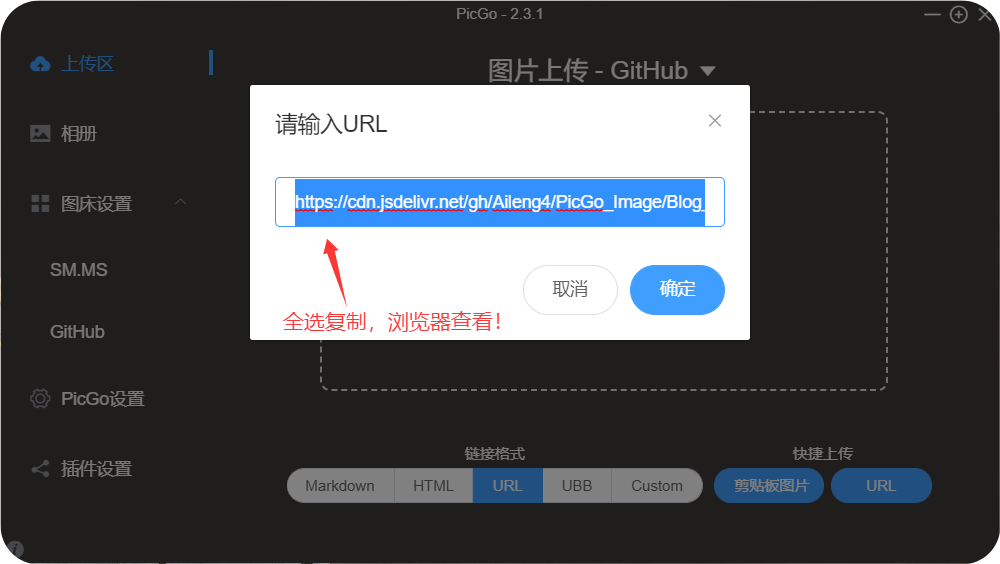 PicGo - 2.3.1
上传区
相册
图床设置
SM.MS
GitHub
PicGo设置
插件设置
图片上传 - GitHub
请输入URL
https://cdn.jsdelivr.net/gh/Aileng4/PicGo_Image/Blog_
取消
确定
全选复制，浏览器查看！
链接格式
快捷上传
Markdown HTML URL UBB Custom
剪贴板图片 URL